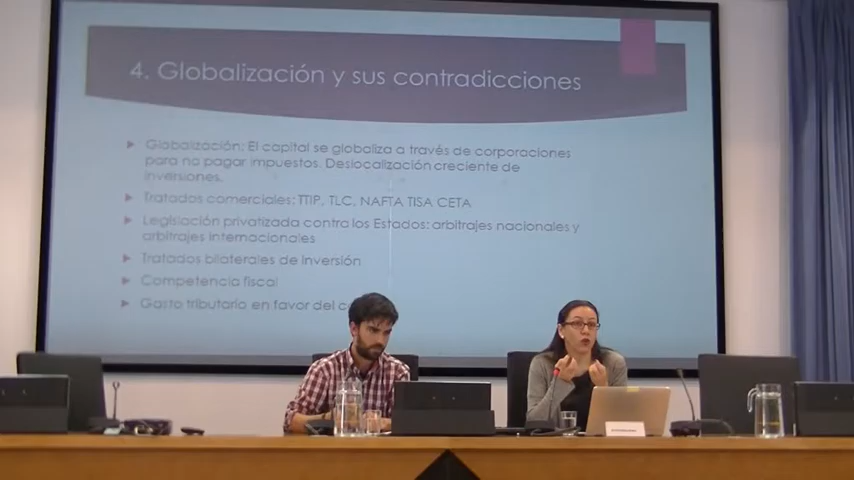 4. Globalización y sus contradicciones
Globalización: El capital se globaliza a través de corporaciones
para no pagar impuestos. Deslocalización creciente de
inversiones.
Tratados comerciales: TTIP, TLC, NAFTA TISA CETA
Legislación privatizada contra los Estados: arbitrajes nacionales y
arbitrajes internacionales
Tratados bilaterales de inversión
Competencia fiscal
Gasto tributario en favor del